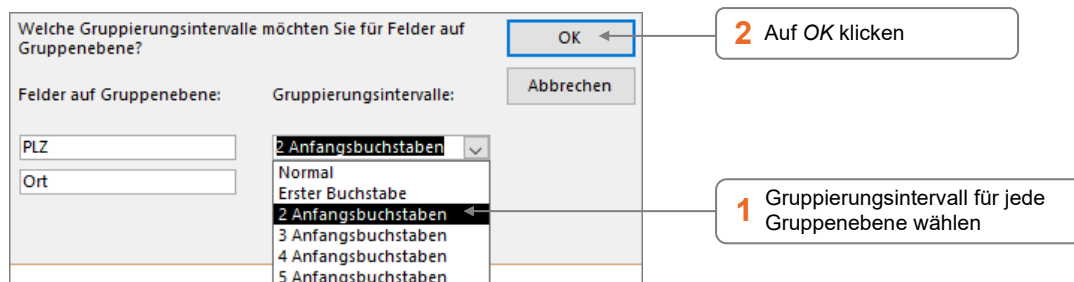 Welche Gruppierungsintervalle möchten Sie für Felder auf
Gruppenebene?
OK
2 Auf OK klicken
Abbrechen
Felder auf Gruppenebene:
Gruppierungsintervalle:
PLZ
2 Anfangsbuchstaben
Ort
Normal
Erster Buchstabe
2 Anfangsbuchstaben
3 Anfangsbuchstaben
4 Anfangsbuchstaben
5 Anfangsbuchstaben
1 Gruppierungsintervall für jede
Gruppenebene wählen